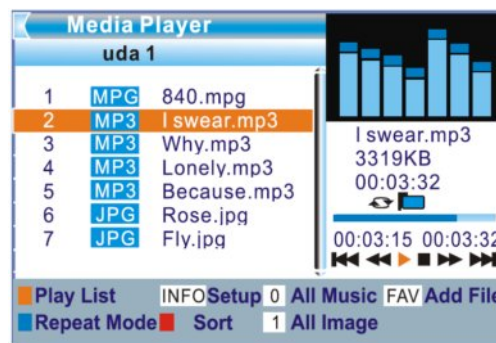 Media Player
uda 1
1 MPG 840.mpg
2 MP3 I swear.mp3
3 MP3 Why.mp3
4 MP3 Lonely.mp3
5 MP3 Because.mp3
6 JPG Rose.jpg
7 JPG Fly.jpg
I swear.mp3
3319KB
00:03:32
00:03:15 00:03:32
Play List INFO Setup 0 All Music FAV Add File
Repeat Mode Sort 1 All Image